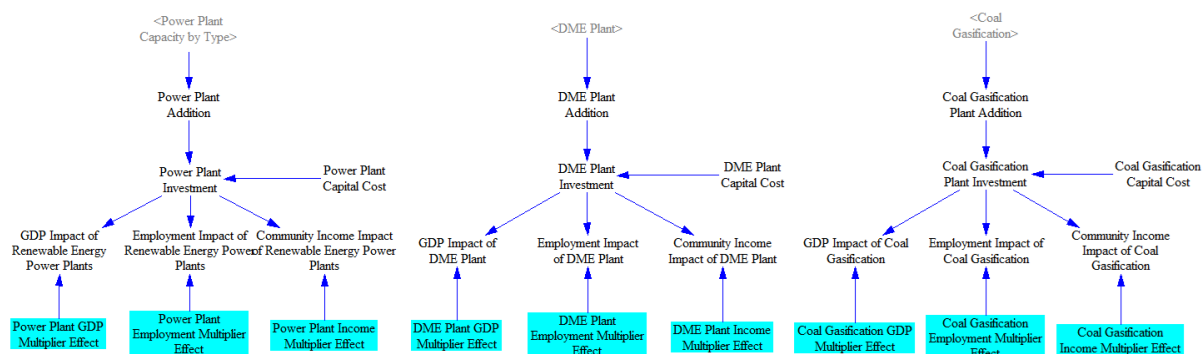 <Power Plant
Capacity by Type>
Power Plant
Addition
Power Plant
Investment
Power Plant
Capital Cost
GDP Impact of
Renewable Energy
Power Plants
Employment Impact of
Renewable Energy Power
Plants
Community Income Impact
of Renewable Energy Power
Plants
Power Plant GDP
Multiplier Effect
Power Plant
Employment Multiplier
Effect
Power Plant Income
Multiplier Effect
<DME Plant>
DME Plant
Addition
DME Plant
Investment
DME Plant
Capital Cost
GDP Impact of
DME Plant
Employment Impact
of DME Plant
Community Income
Impact of DME Plant
DME Plant GDP
Multiplier Effect
DME Plant
Employment Multiplier
Effect
DME Plant Income
Multiplier Effect
<Coal
Gasification>
Coal Gasification
Plant Addition
Coal Gasification
Plant Investment
Coal Gasification
Capital Cost
GDP Impact of Coal
Gasification
Employment Impact of
Coal Gasification
Community Income
Impact of Coal
Gasification
Coal Gasification GDP
Multiplier Effect
Coal Gasification
Employment Multiplier
Effect
Coal Gasification
Income Multiplier Effect